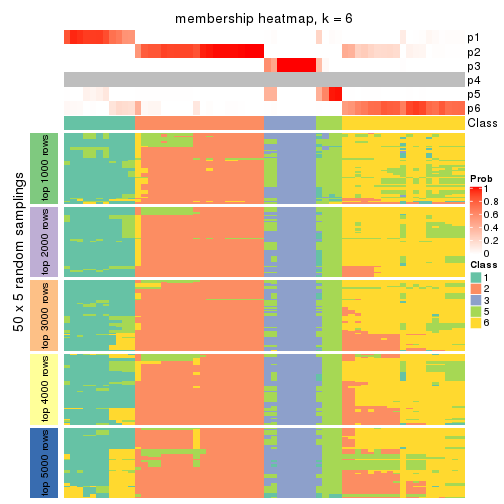 membership heatmap, k = 6
p1
p2
p3
p4
p5
p6
Class
50 x 5 random samplings
top 1000 rows
top 2000 rows
top 3000 rows
top 4000 rows
top 5000 rows
Prob
1
0.8
0.6
0.4
0.2
0
Class
1
2
3
5
6